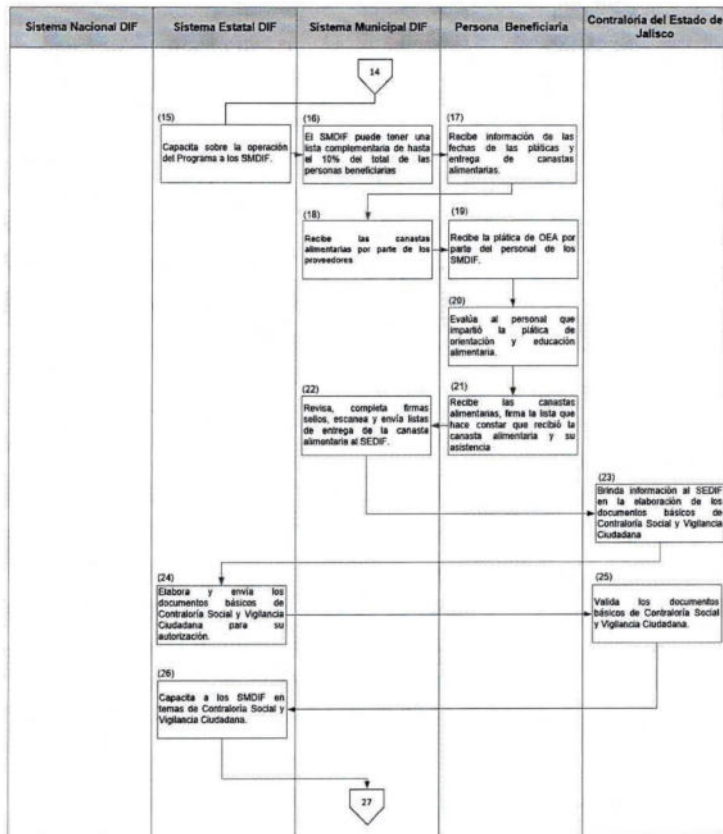 Sistema Nacional DIF
Sistema Estatal DIF
Sistema Municipal DIF
Persona Beneficiaria
Contraloría del Estado de
Jalisco
14
(15)
Capacita sobre la operación
del Programa a los SMDIF.
(16)
El SMDIF puede tener una
lista complementaria de hasta
el 10% del total de las
personas beneficiarias
(17)
Recibe información de las
fechas de las pláticas y
entrega de canastas
alimentarias.
(18)
Recibe las canastas
alimentarias por parte de los
proveedores
(19)
Recibe la plática de OEA por
parte del personal de los
SMDIF.
(20)
Evalúa al personal que
impartió la plática de
orientación y educación
alimentaria.
(22)
Revisa, completa firmas
sellos, escanea y envía listas
de entrega de la canasta
alimentaria al SEDIF.
(21)
Recibe las canastas
alimentarias, firma la lista que
hace constar que recibió la
canasta alimentaria y su
asistencia
(23)
Brinda información al SEDIF
en la elaboración de los
documentos básicos de
Contraloría Social y Vigilancia
Ciudadana
(24)
Elabora y envía los
documentos básicos de
Contraloría Social y Vigilancia
Ciudadana para su
autorización.
(25)
Valida los documentos
básicos de Contraloría Social
y Vigilancia Ciudadana.
(26)
Capacita a los SMDIF en
temas de Contraloría Social y
Vigilancia Ciudadana.
27